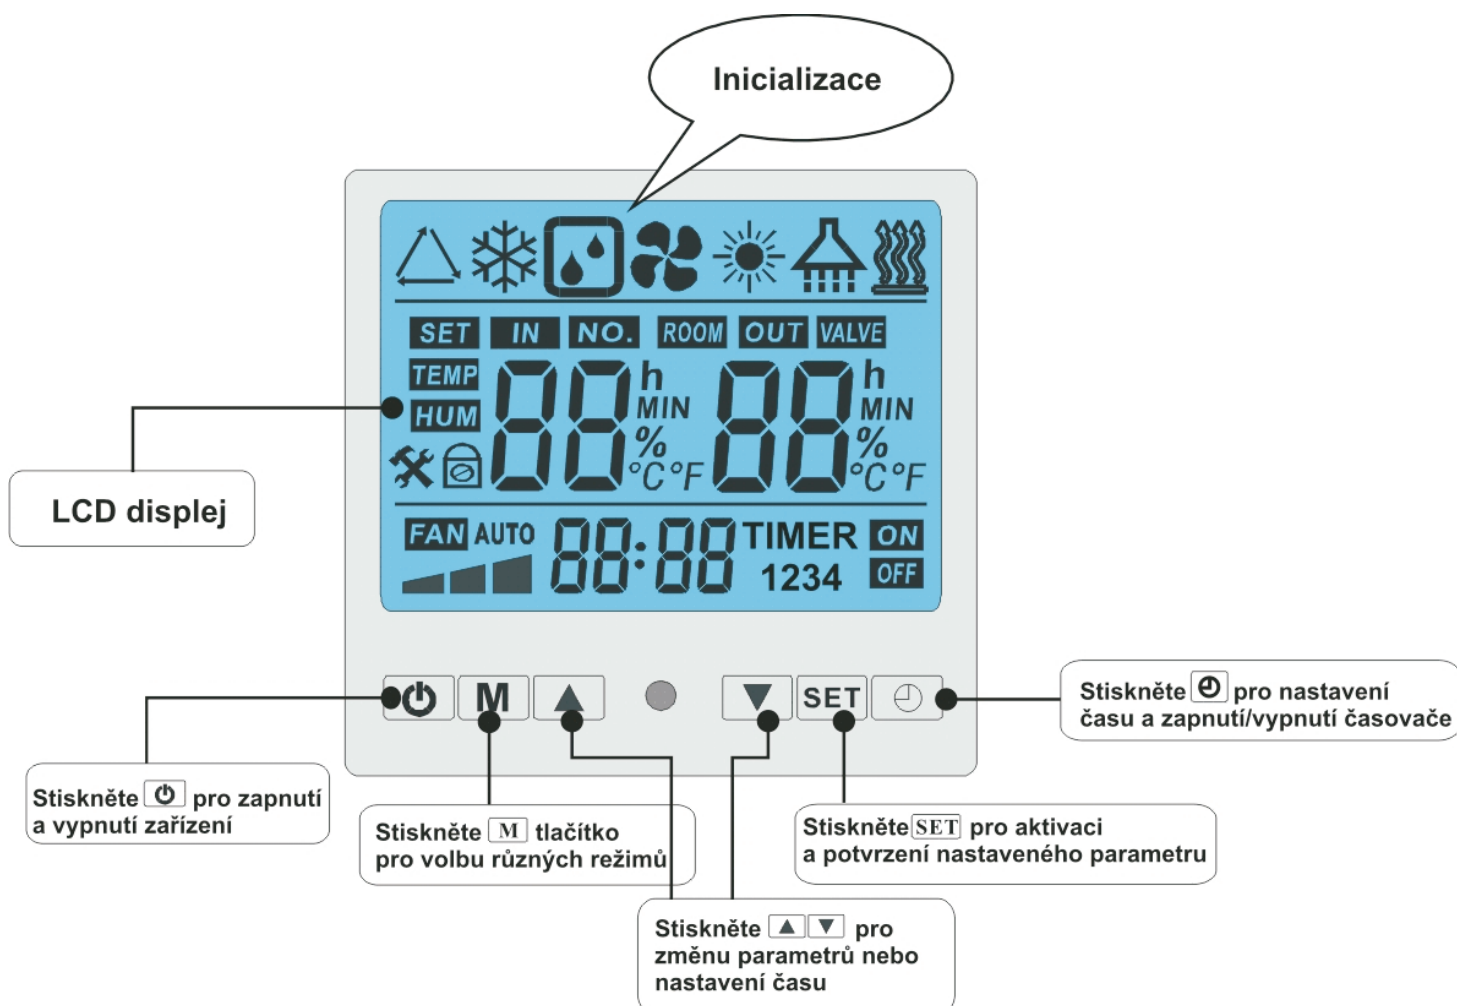 Inicializace
SET IN NO. ROOM OUT VALVE
TEMP 88 h 88 h
HUM MIN MIN
% %
°C °F °C °F
LCD displej
FAN AUTO 88:88 TIMER ON
1234 OFF
M SET
Stiskněte pro nastavení
času a zapnutí/vypnutí časovače
Stiskněte pro zapnutí
a vypnutí zařízení
Stiskněte M tlačítko
pro volbu různých režimů
Stiskněte SET pro aktivaci
a potvrzení nastaveného parametru
Stiskněte ▲ ▼ pro
změnu parametrů nebo
nastavení času